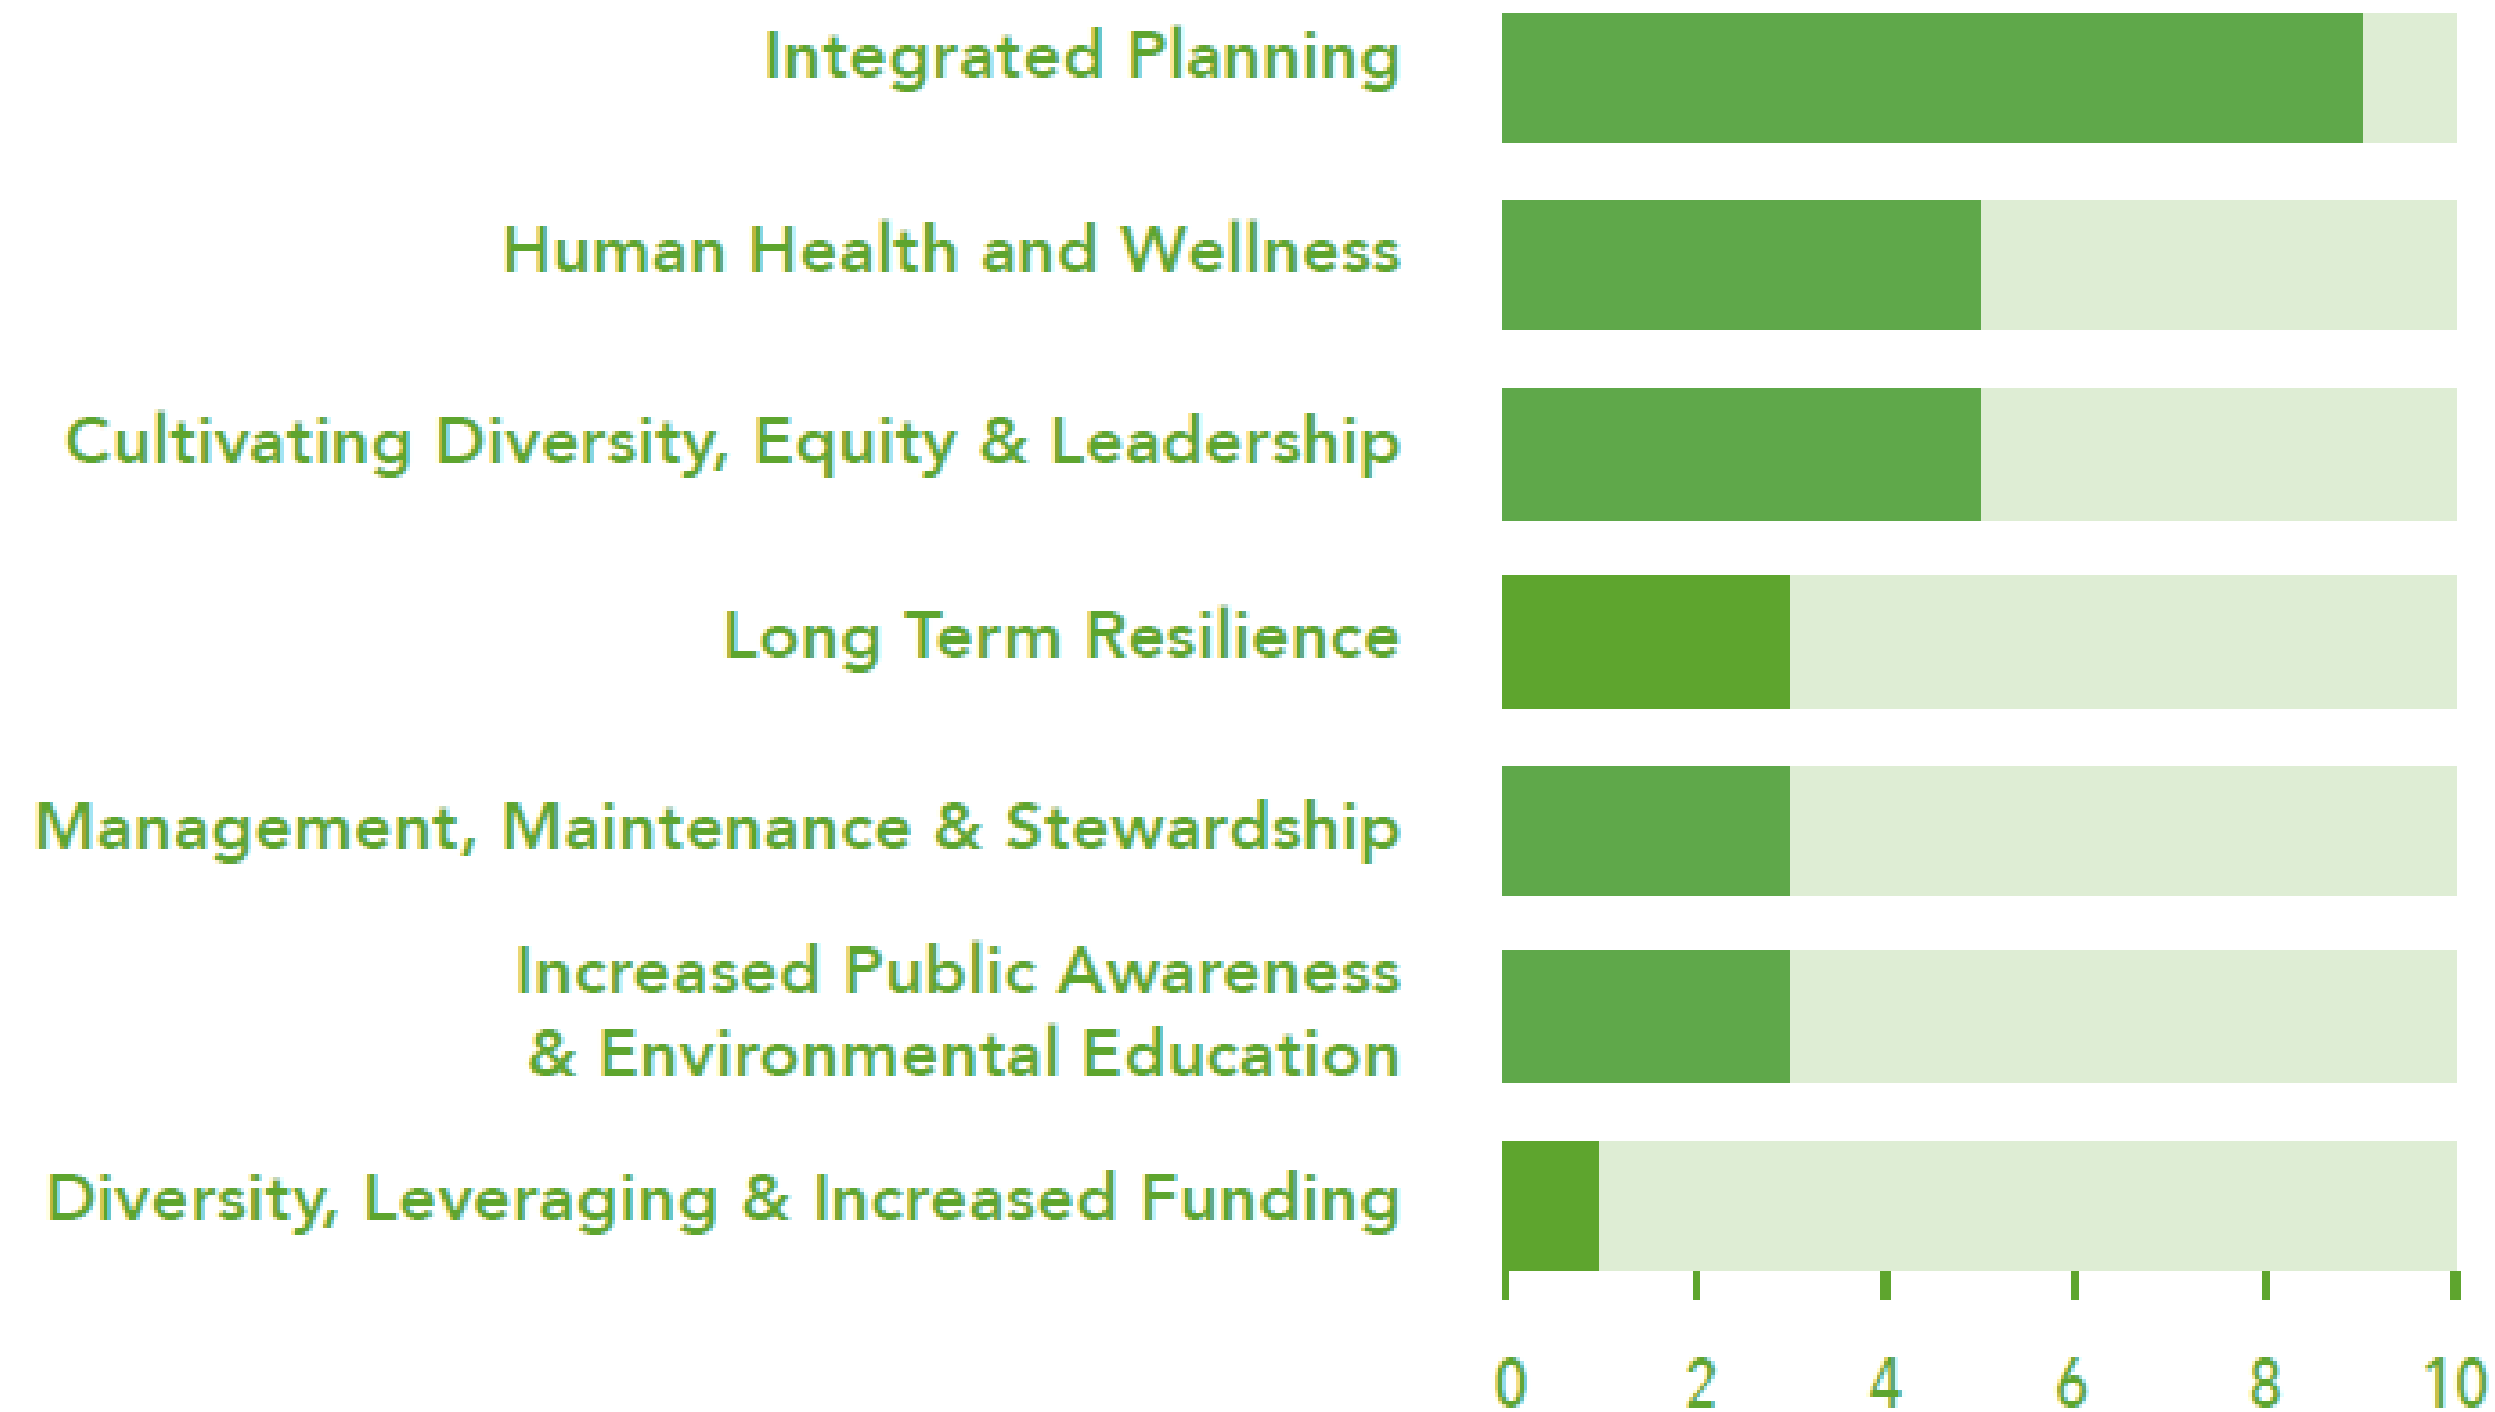 Integrated Planning
Human Health and Wellness
Cultivating Diversity, Equity & Leadership
Long Term Resilience
Management, Maintenance & Stewardship
Increased Public Awareness
& Environmental Education
Diversity, Leveraging & Increased Funding
0 2 4 6 8 10